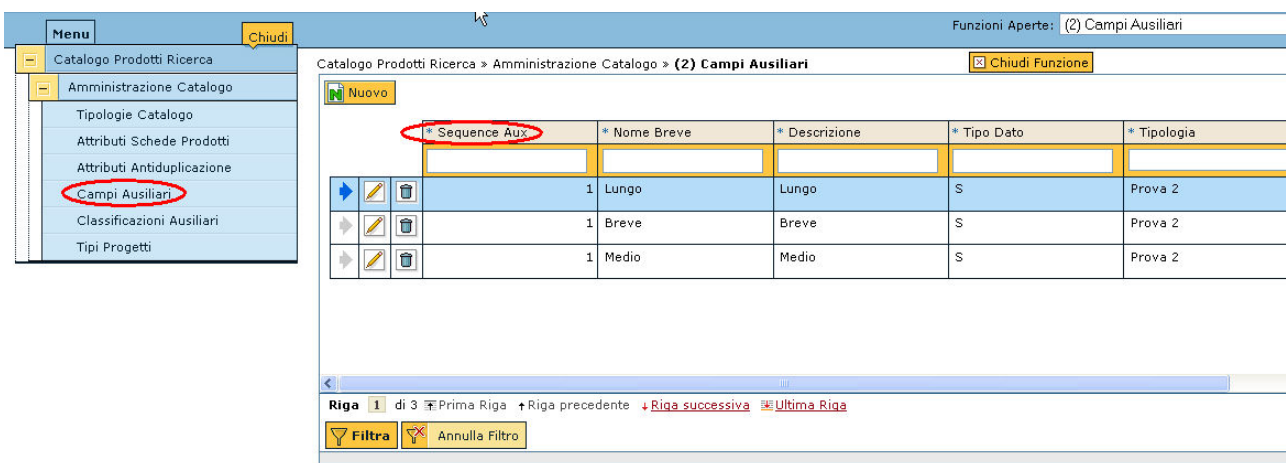 Menu
Chiudi
Funzioni Aperte: (2) Campi Ausiliari
Catalogo Prodotti Ricerca
Amministrazione Catalogo
Tipologie Catalogo
Attributi Schede Prodotti
Attributi Antiduplicazione
Campi Ausiliari
Classificazioni Ausiliari
Tipi Progetti
Catalogo Prodotti Ricerca » Amministrazione Catalogo » (2) Campi Ausiliari
Chiudi Funzione
Nuovo
* Sequence Aux * Nome Breve * Descrizione * Tipo Dato * Tipologia
1 Lungo Lungo S Prova 2
1 Breve Breve S Prova 2
1 Medio Medio S Prova 2
Riga 1 di 3 Prima Riga Riga precedente Riga successiva Ultima Riga
Filtra Annulla Filtro